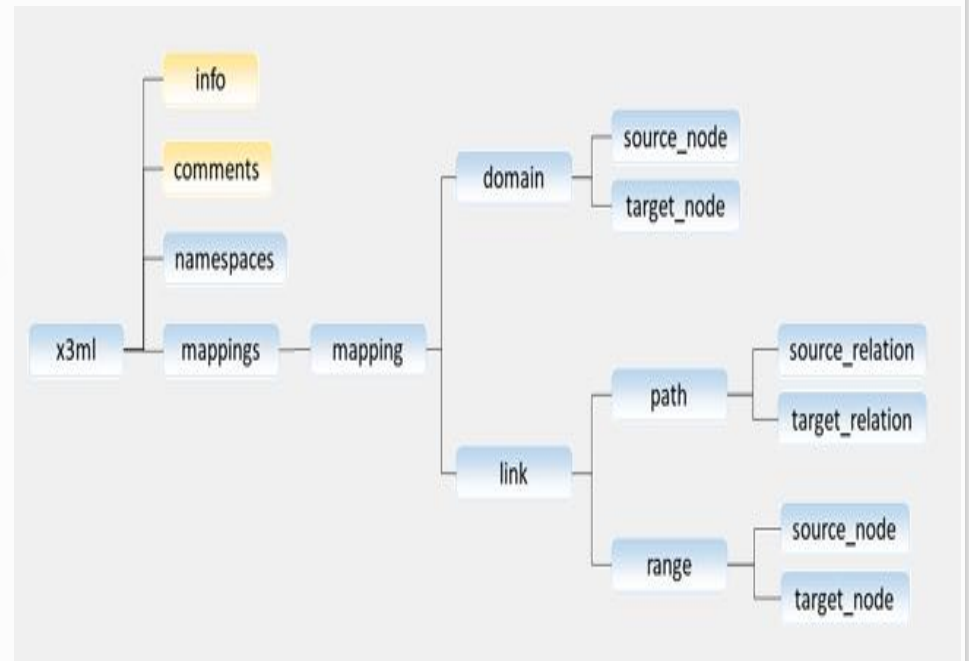 info
comments
namespaces
x3ml
mappings
mapping
domain
source_node
target_node
link
path
source_relation
target_relation
range
source_node
target_node